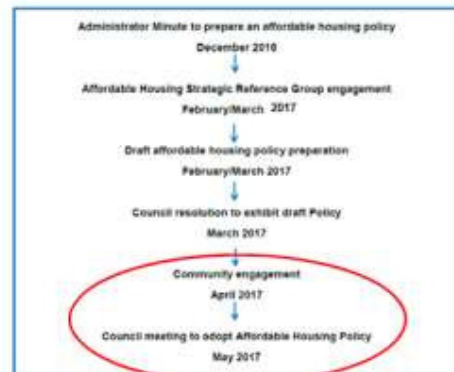 Administrator Minute to prepare an affordable housing policy
December 2016
Affordable Housing Strategic Reference Group engagement
February/March 2017
Draft affordable housing policy preparation
February/March 2017
Council resolution to exhibit draft Policy
March 2017
Community engagement
April 2017
Council meeting to adopt Affordable Housing Policy
May 2017